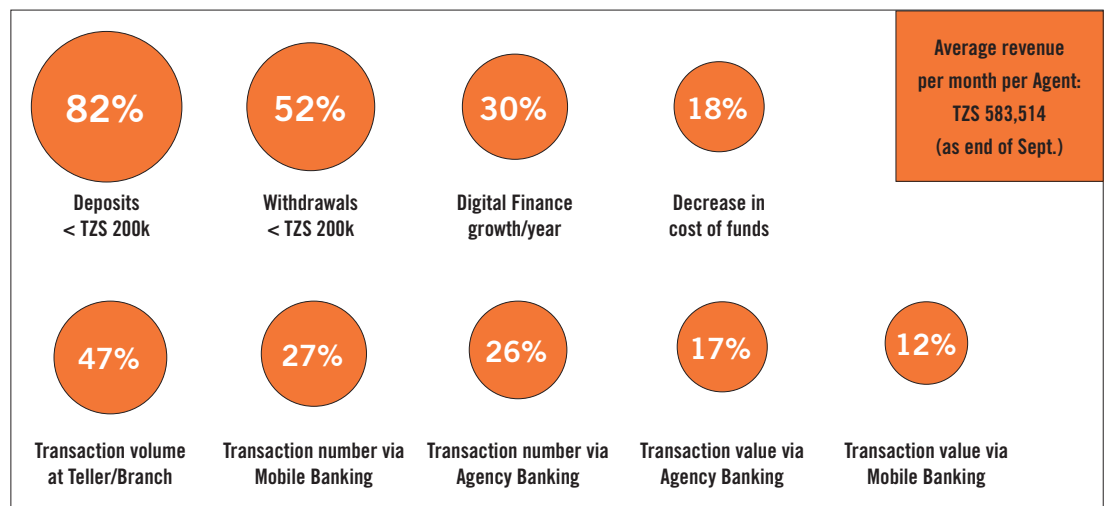 82%
52%
30%
18%
Average revenue
per month per Agent:
TZS 583,514
(as end of Sept.)
Deposits
< TZS 200k
Withdrawals
< TZS 200k
Digital Finance
growth/year
Decrease in
cost of funds
47%
27%
26%
17%
12%
Transaction volume
at Teller/Branch
Transaction number via
Mobile Banking
Transaction number via
Agency Banking
Transaction value via
Agency Banking
Transaction value via
Mobile Banking